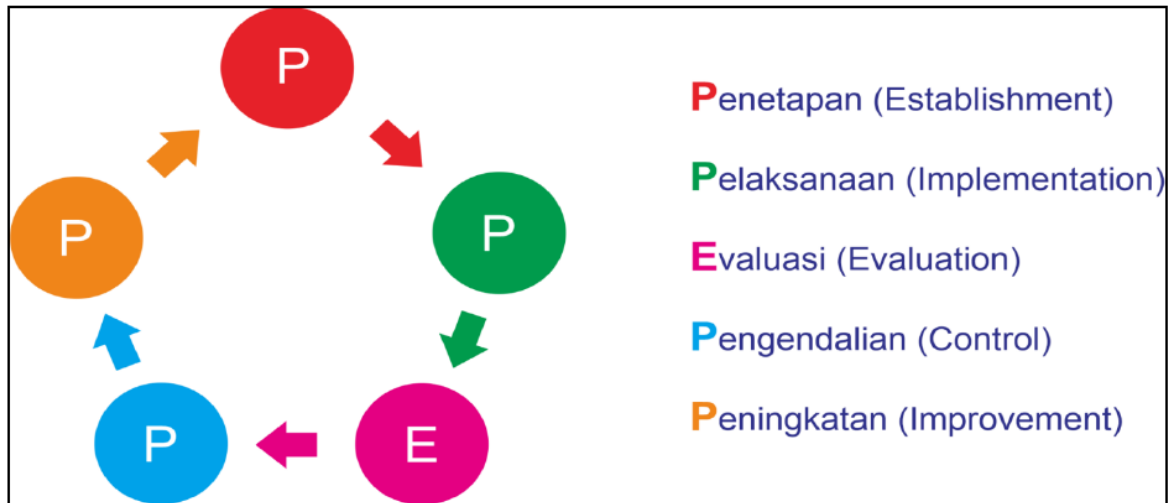 P
P
E
P
P
Penetapan (Establishment)
Pelaksanaan (Implementation)
Evaluasi (Evaluation)
Pengendalian (Control)
Peningkatan (Improvement)